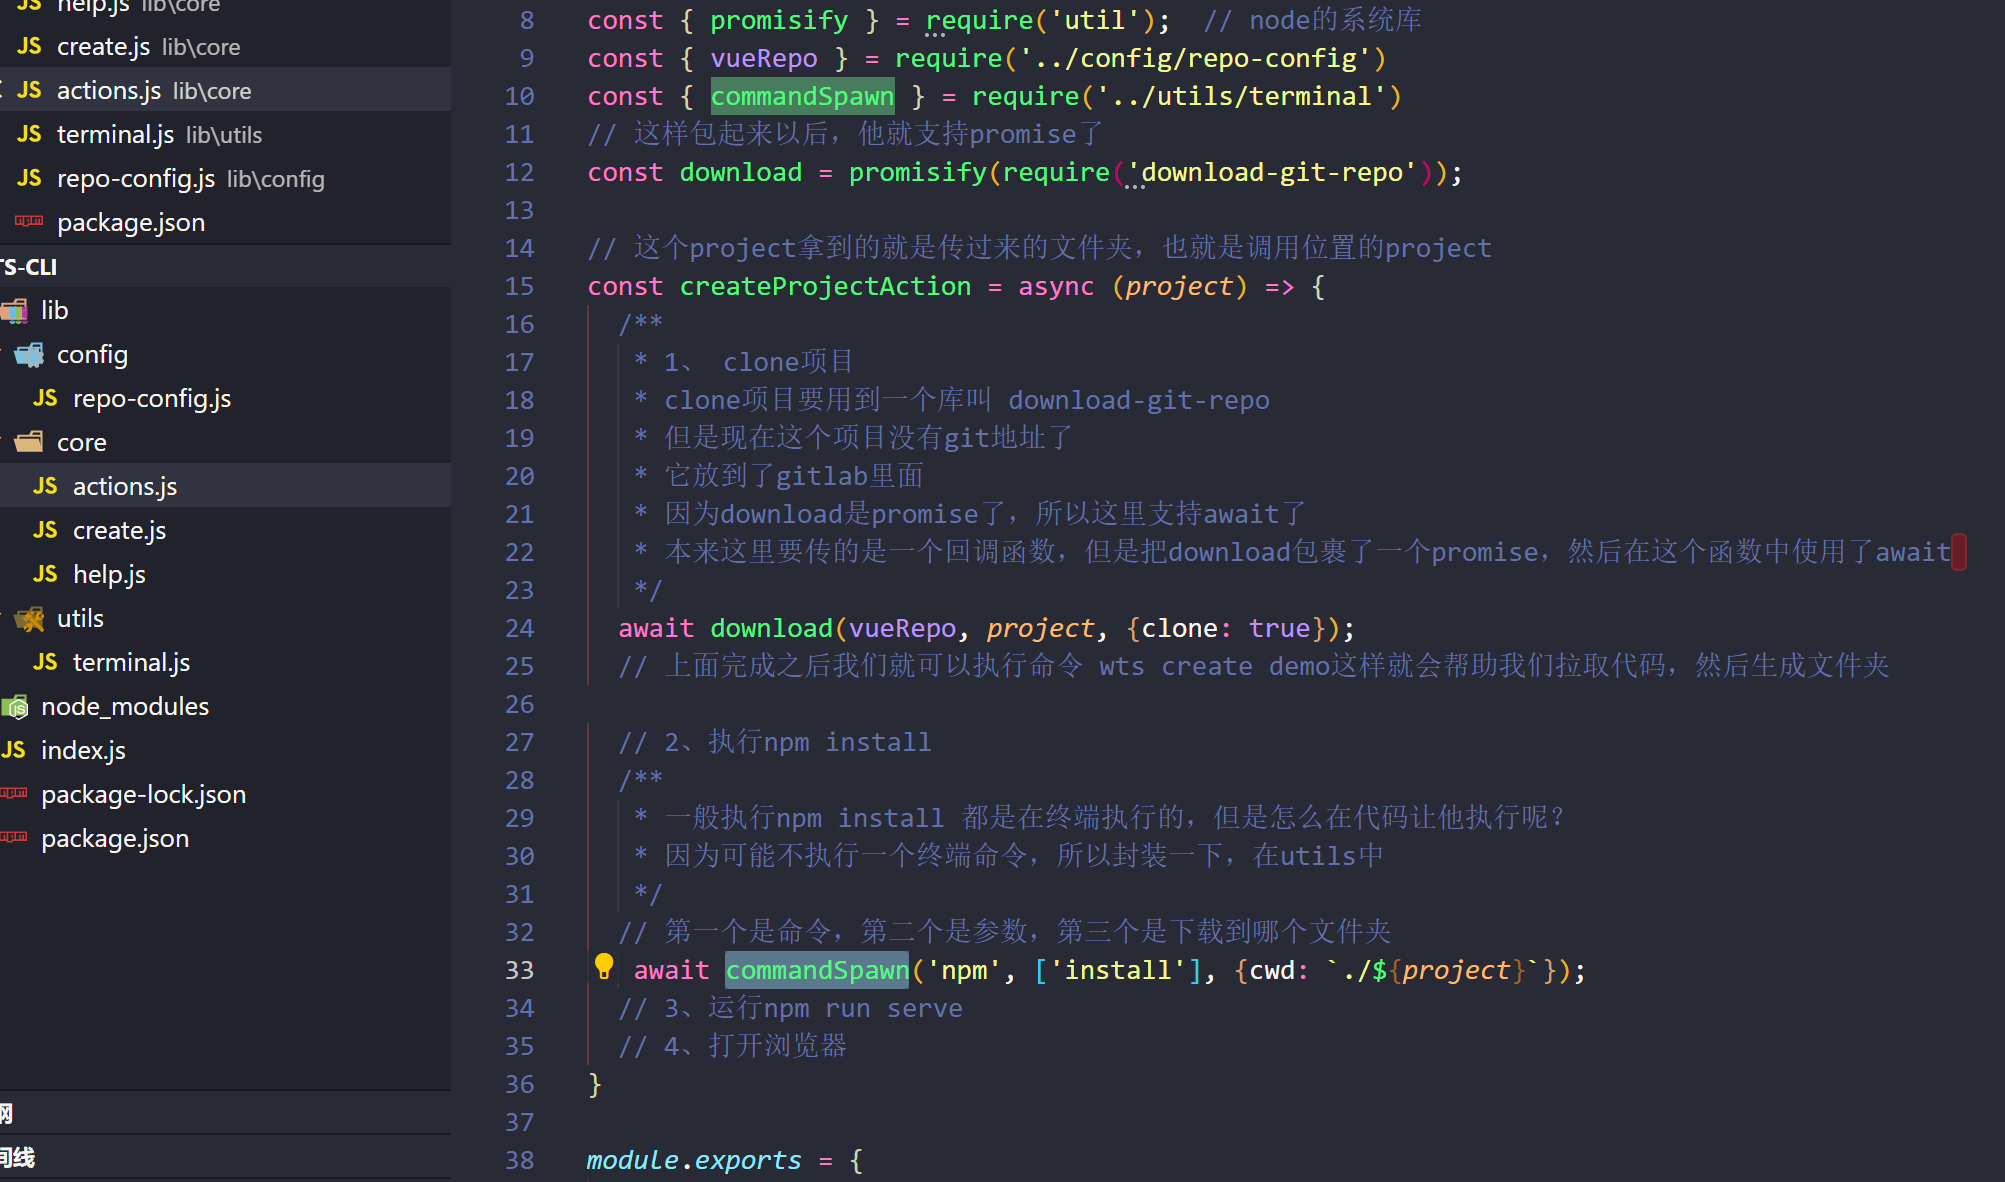 help.js lib\core
create.js lib\core
actions.js lib\core
terminal.js lib\utils
repo-config.js lib\config
package.json
TS-CLI
lib
config
repo-config.js
core
actions.js
create.js
help.js
utils
terminal.js
node_modules
index.js
package-lock.json
package.json
间线
8 const { promisify } = require('util');  // node的系统库
9 const { vueRepo } = require('../config/repo-config')
10 const { commandSpawn } = require('../utils/terminal')
11 // 这样包起来以后，他就支持promise了
12 const download = promisify(require('download-git-repo'));
13
14 // 这个project拿到的就是传过来的文件夹，也就是调用位置的project
15 const createProjectAction = async (project) => {
16 /**
17 * 1、 clone项目
18 * clone项目要用到一个库叫 download-git-repo
19 * 但是现在这个项目没有git地址了
20 * 它放到了gitlab里面
21 * 因为download是promise了，所以这里支持await了
22 * 本来这里要传的是一个回调函数，但是把download包裹了一个promise，然后在这个函数中使用了await
23 */
24 await download(vueRepo, project, {clone: true});
25 // 上面完成之后我们就可以执行命令 wts create demo这样就会帮助我们拉取代码，然后生成文件夹
26
27 // 2、执行npm install
28 /**
29 * 一般执行npm install 都是在终端执行的，但是怎么在代码让他执行呢？
30 * 因为可能不执行一个终端命令，所以封装一下，在utils中
31 */
32 // 第一个是命令，第二个是参数，第三个是下载到哪个文件夹
33 await commandSpawn('npm', ['install'], {cwd: `./${project}`});
34 // 3、运行npm run serve
35 // 4、打开浏览器
36 }
37
38 module.exports = {